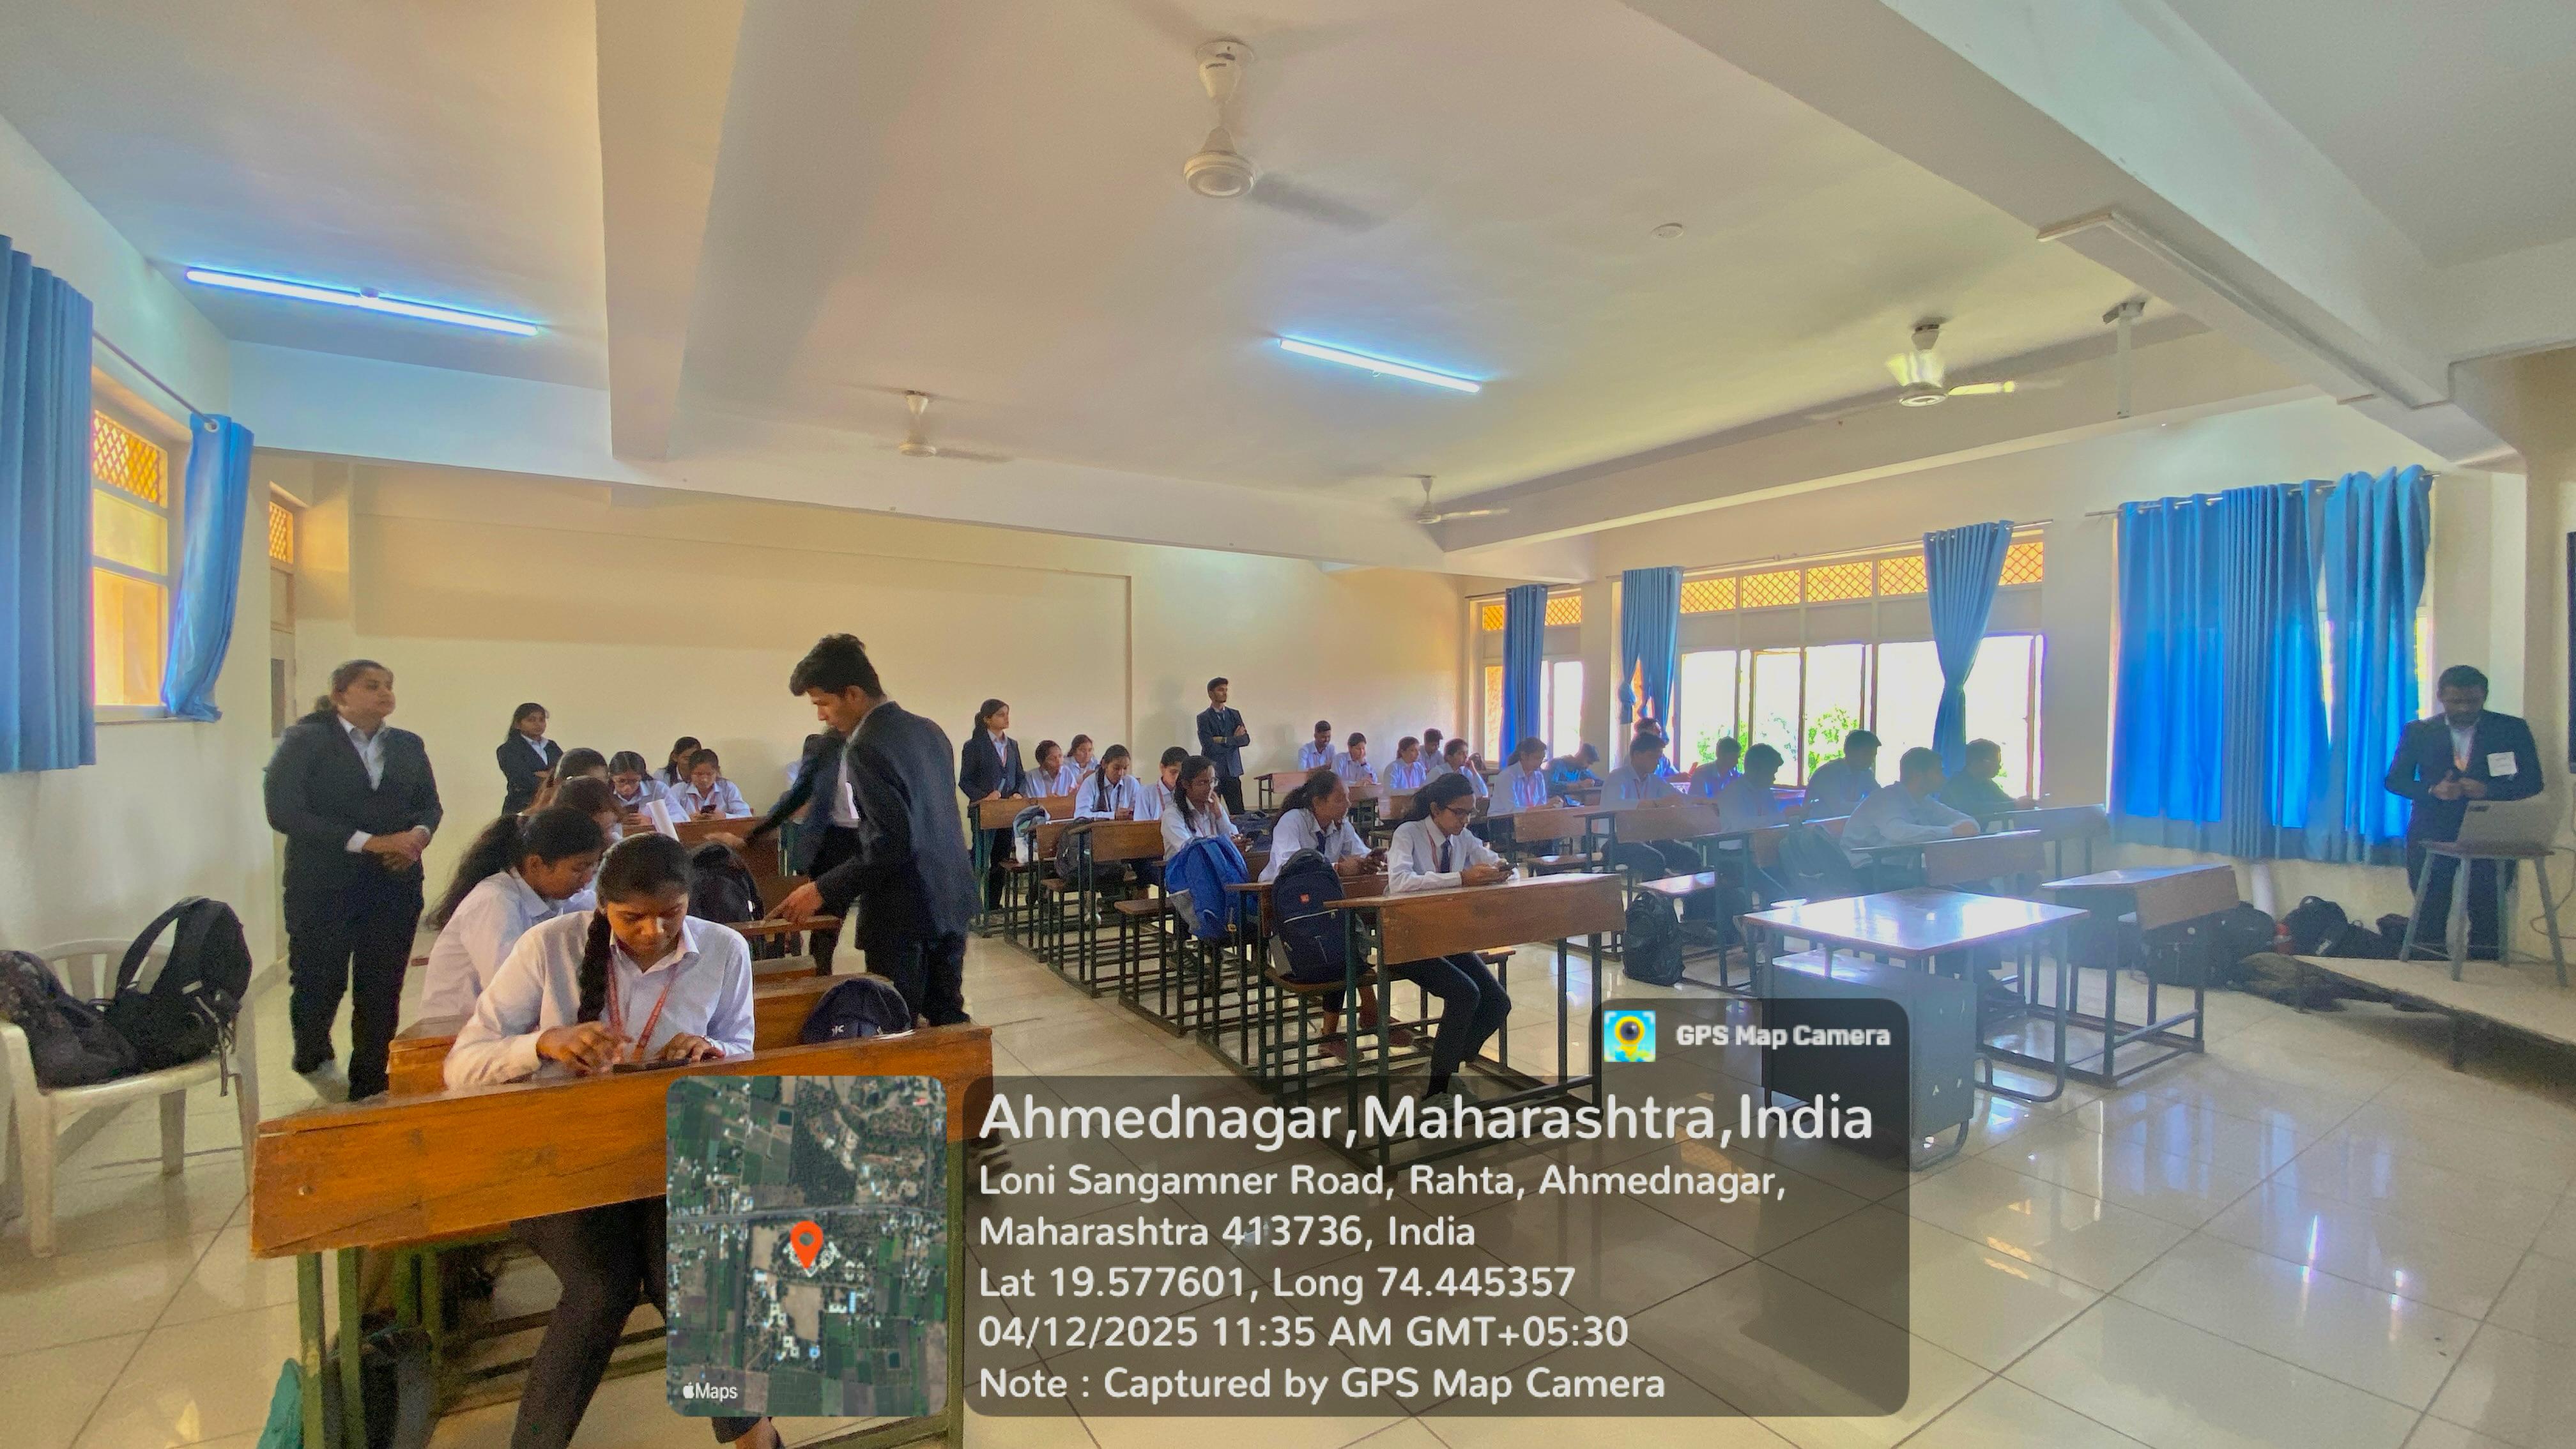 GPS Map Camera
Ahmednagar,Maharashtra,India
Loni Sangamner Road, Rahta, Ahmednagar,
Maharashtra 413736, India
Lat 19.577601, Long 74.445357
04/12/2025 11:35 AM GMT+05:30
Note : Captured by GPS Map Camera
Maps